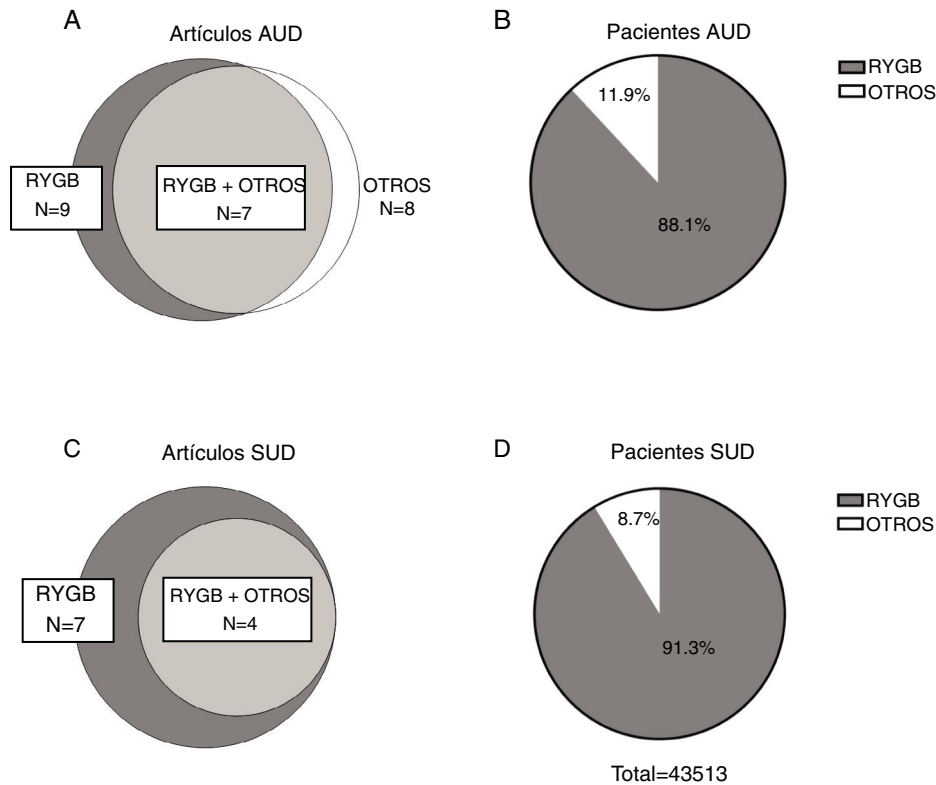 A
Artículos AUD
RYGB
N=9
RYGB + OTROS
N=7
OTROS
N=8
B
Pacientes AUD
11.9%
88.1%
RYGB
OTROS
C
Artículos SUD
RYGB
N=7
RYGB + OTROS
N=4
D
Pacientes SUD
8.7%
91.3%
RYGB
OTROS
Total=43513